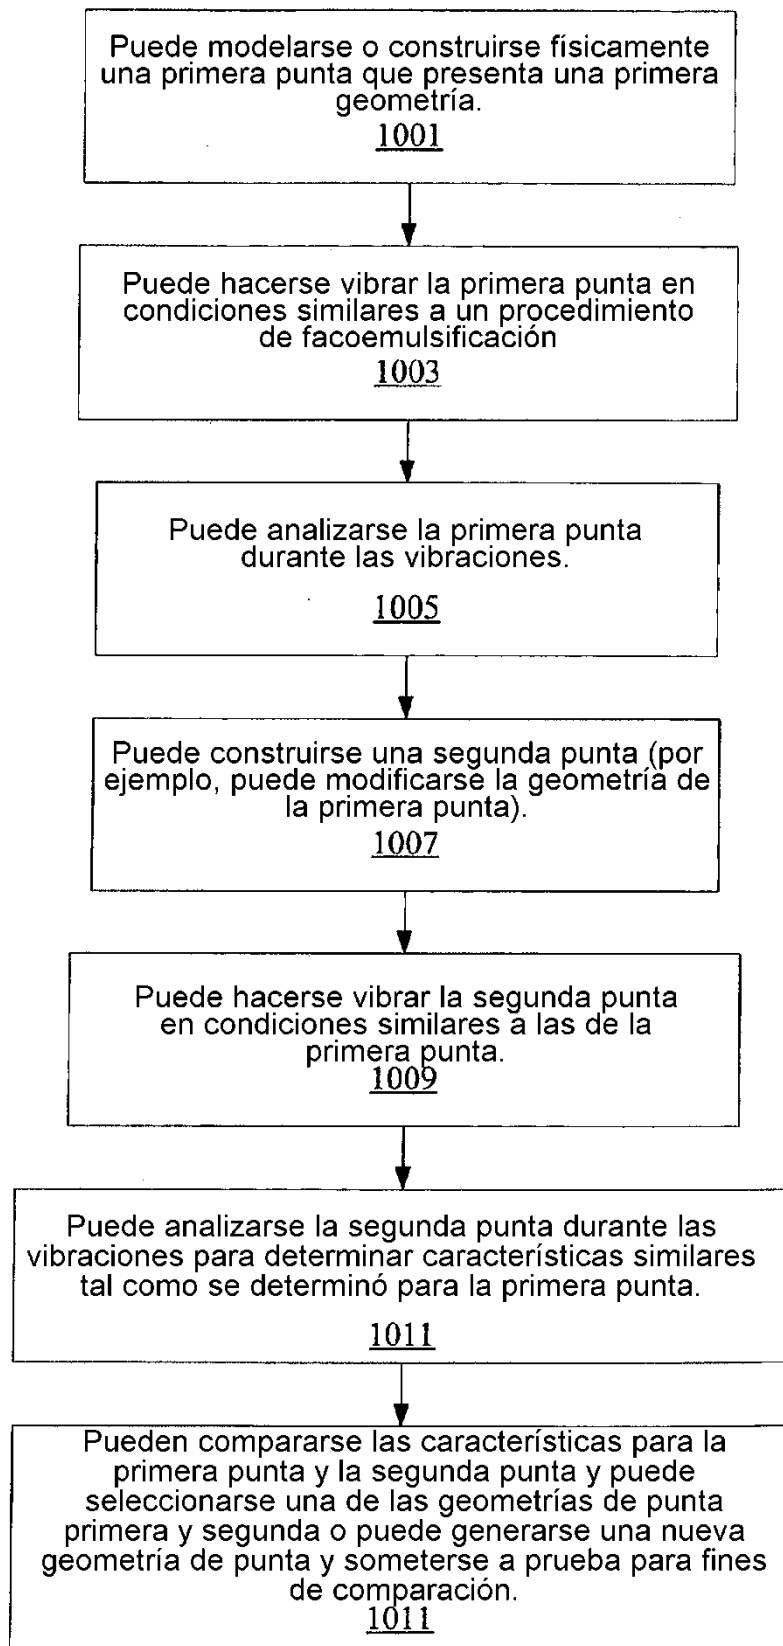 Puede modelarse o construirse físicamente
una primera punta que presenta una primera
geometría.
1001
Puede hacerse vibrar la primera punta en
condiciones similares a un procedimiento
de facoemulsificación
1003
Puede analizarse la primera punta
durante las vibraciones.
1005
Puede construirse una segunda punta (por
ejemplo, puede modificarse la geometría de
la primera punta).
1007
Puede hacerse vibrar la segunda punta
en condiciones similares a las de la
primera punta.
1009
Puede analizarse la segunda punta durante las
vibraciones para determinar características similares
tal como se determinó para la primera punta.
1011
Pueden compararse las características para la
primera punta y la segunda punta y puede
seleccionarse una de las geometrías de punta
primera y segunda o puede generarse una nueva
geometría de punta y someterse a prueba para fines
de comparación.
1011